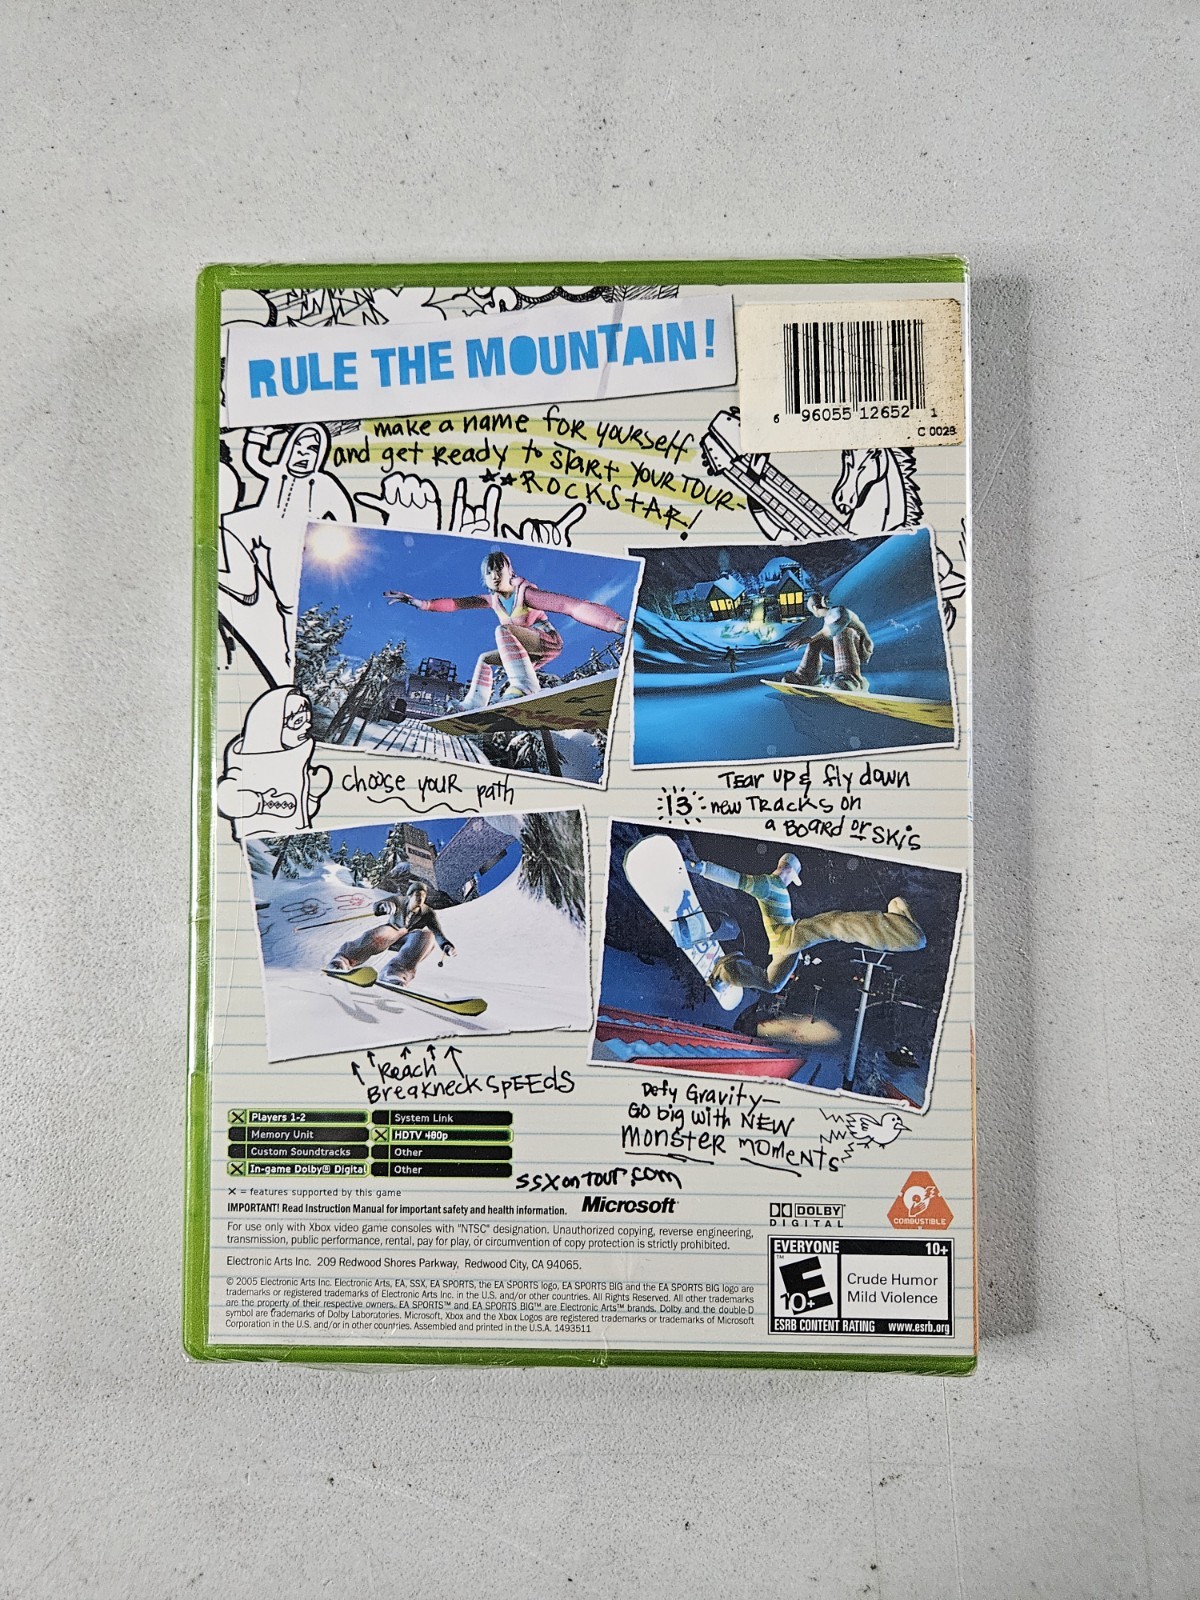 RULE THE MOUNTAIN!
6 96055 12652 1
C 0023
make a name for yourself
and get ready to start your tour-
**ROCKSTAR!
choose your path
Tear up & fly down
13 new Tracks on
a Board or skis
Reach
Breakneck speeds
Defy Gravity—
Go big with NEW
Monster moments
ssxontour.com
X Players 1-2
Memory Unit
Custom Soundtracks
X In-game Dolby® Digital
System Link
X HDTV 480p
Other
Other
X = features supported by this game
IMPORTANT! Read Instruction Manual for important safety and health information.
Microsoft
For use only with Xbox video game consoles with "NTSC" designation. Unauthorized copying, reverse engineering,
transmission, public performance, rental, pay for play, or circumvention of copy protection is strictly prohibited.
Electronic Arts Inc. 209 Redwood Shores Parkway, Redwood City, CA 94065.
© 2005 Electronic Arts Inc. Electronic Arts, EA, SSX, EA SPORTS, the EA SPORTS logo, EA SPORTS BIG and the EA SPORTS BIG logo are
trademarks or registered trademarks of Electronic Arts Inc. in the U.S. and/or other countries. All Rights Reserved. All other trademarks
are the property of their respective owners. EA SPORTS™ and EA SPORTS BIG™ are Electronic Arts™ brands. Dolby and the double-D
symbol are trademarks of Dolby Laboratories. Microsoft, Xbox and the Xbox Logos are registered trademarks or trademarks of Microsoft
Corporation in the U.S. and/or in other countries. Assembled and printed in the U.S.A. 1493511
DOLBY
DIGITAL
COMBUSTIBLE
EVERYONE 10+
E
10+
Crude Humor
Mild Violence
ESRB CONTENT RATING www.esrb.org